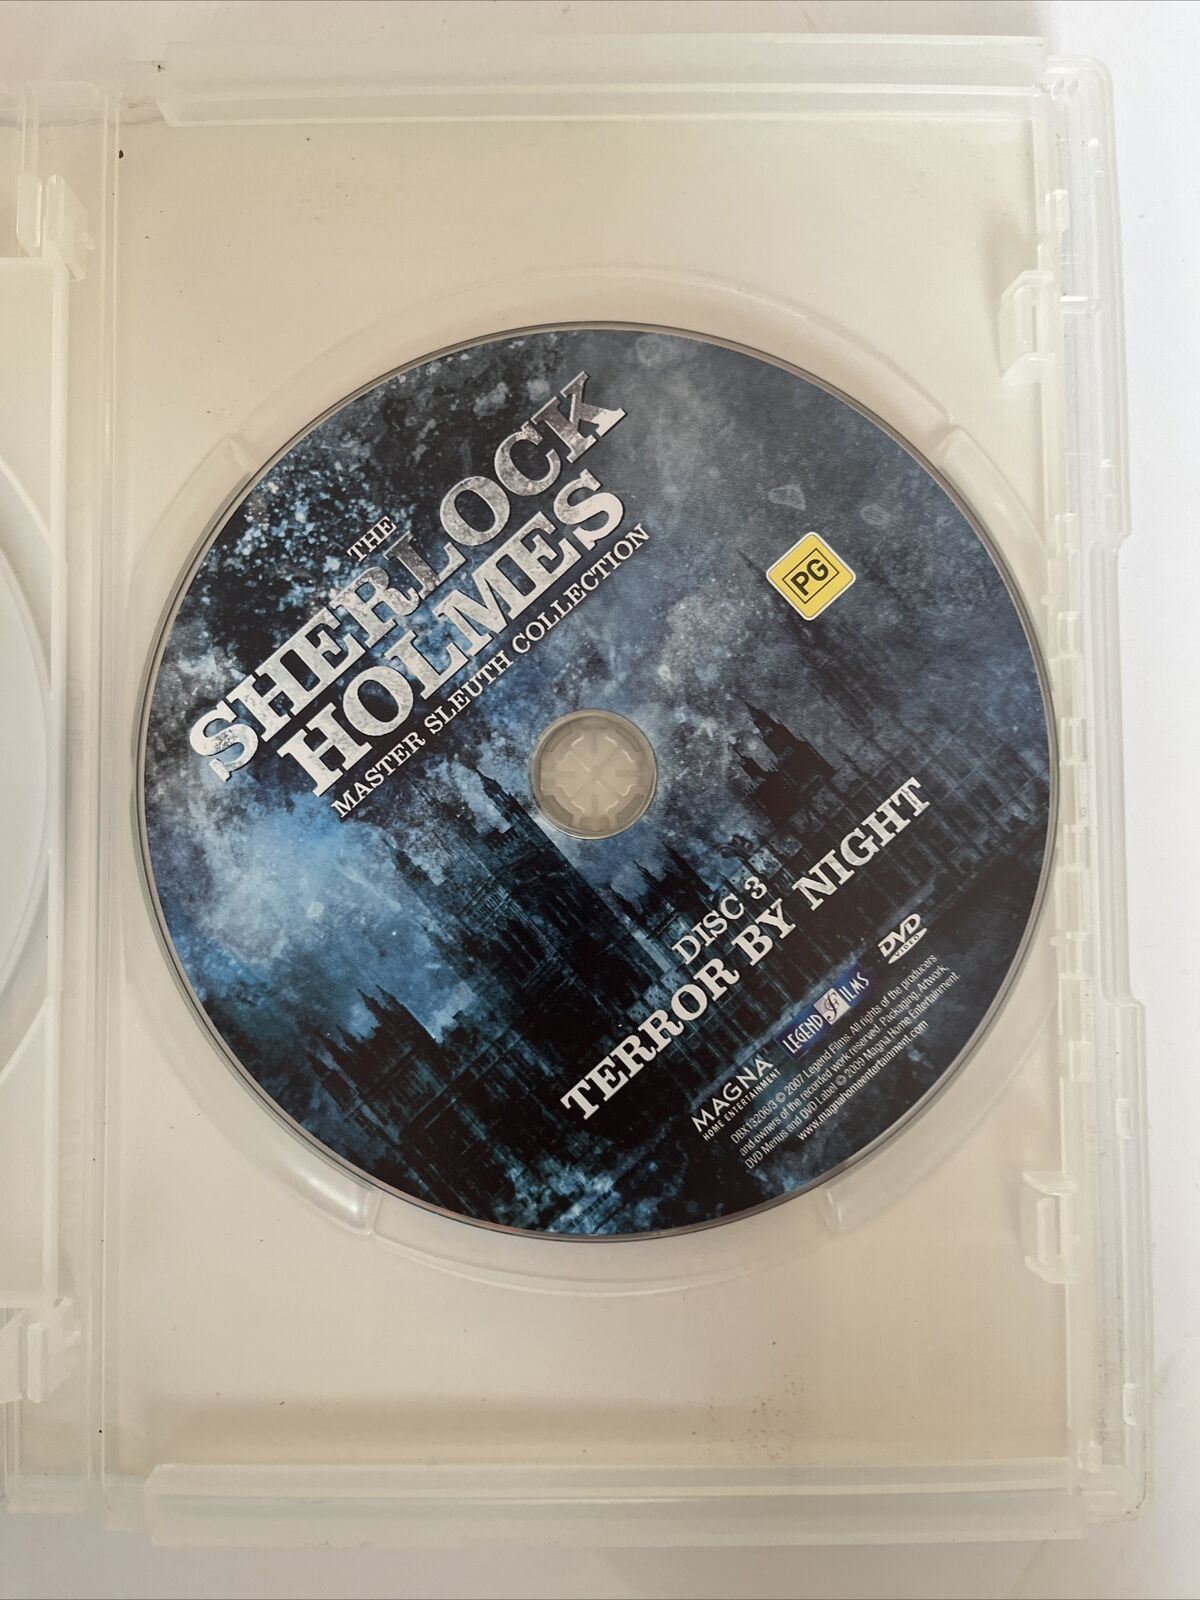 THE
SHERLOCK
HOLMES
MASTER SLEUTH COLLECTION
PG
DISC 3
TERROR BY NIGHT
DVD
VIDEO
MAGNA
HOME ENTERTAINMENT
LEGEND FILMS
DBX13206/3 © 2007 Legend Films. All rights of the producers
and owners of the recorded work reserved. Packaging, Artwork,
DVD Menus and DVD Label © 2009 Magna Home Entertainment.
www.magnahomeentertainment.com